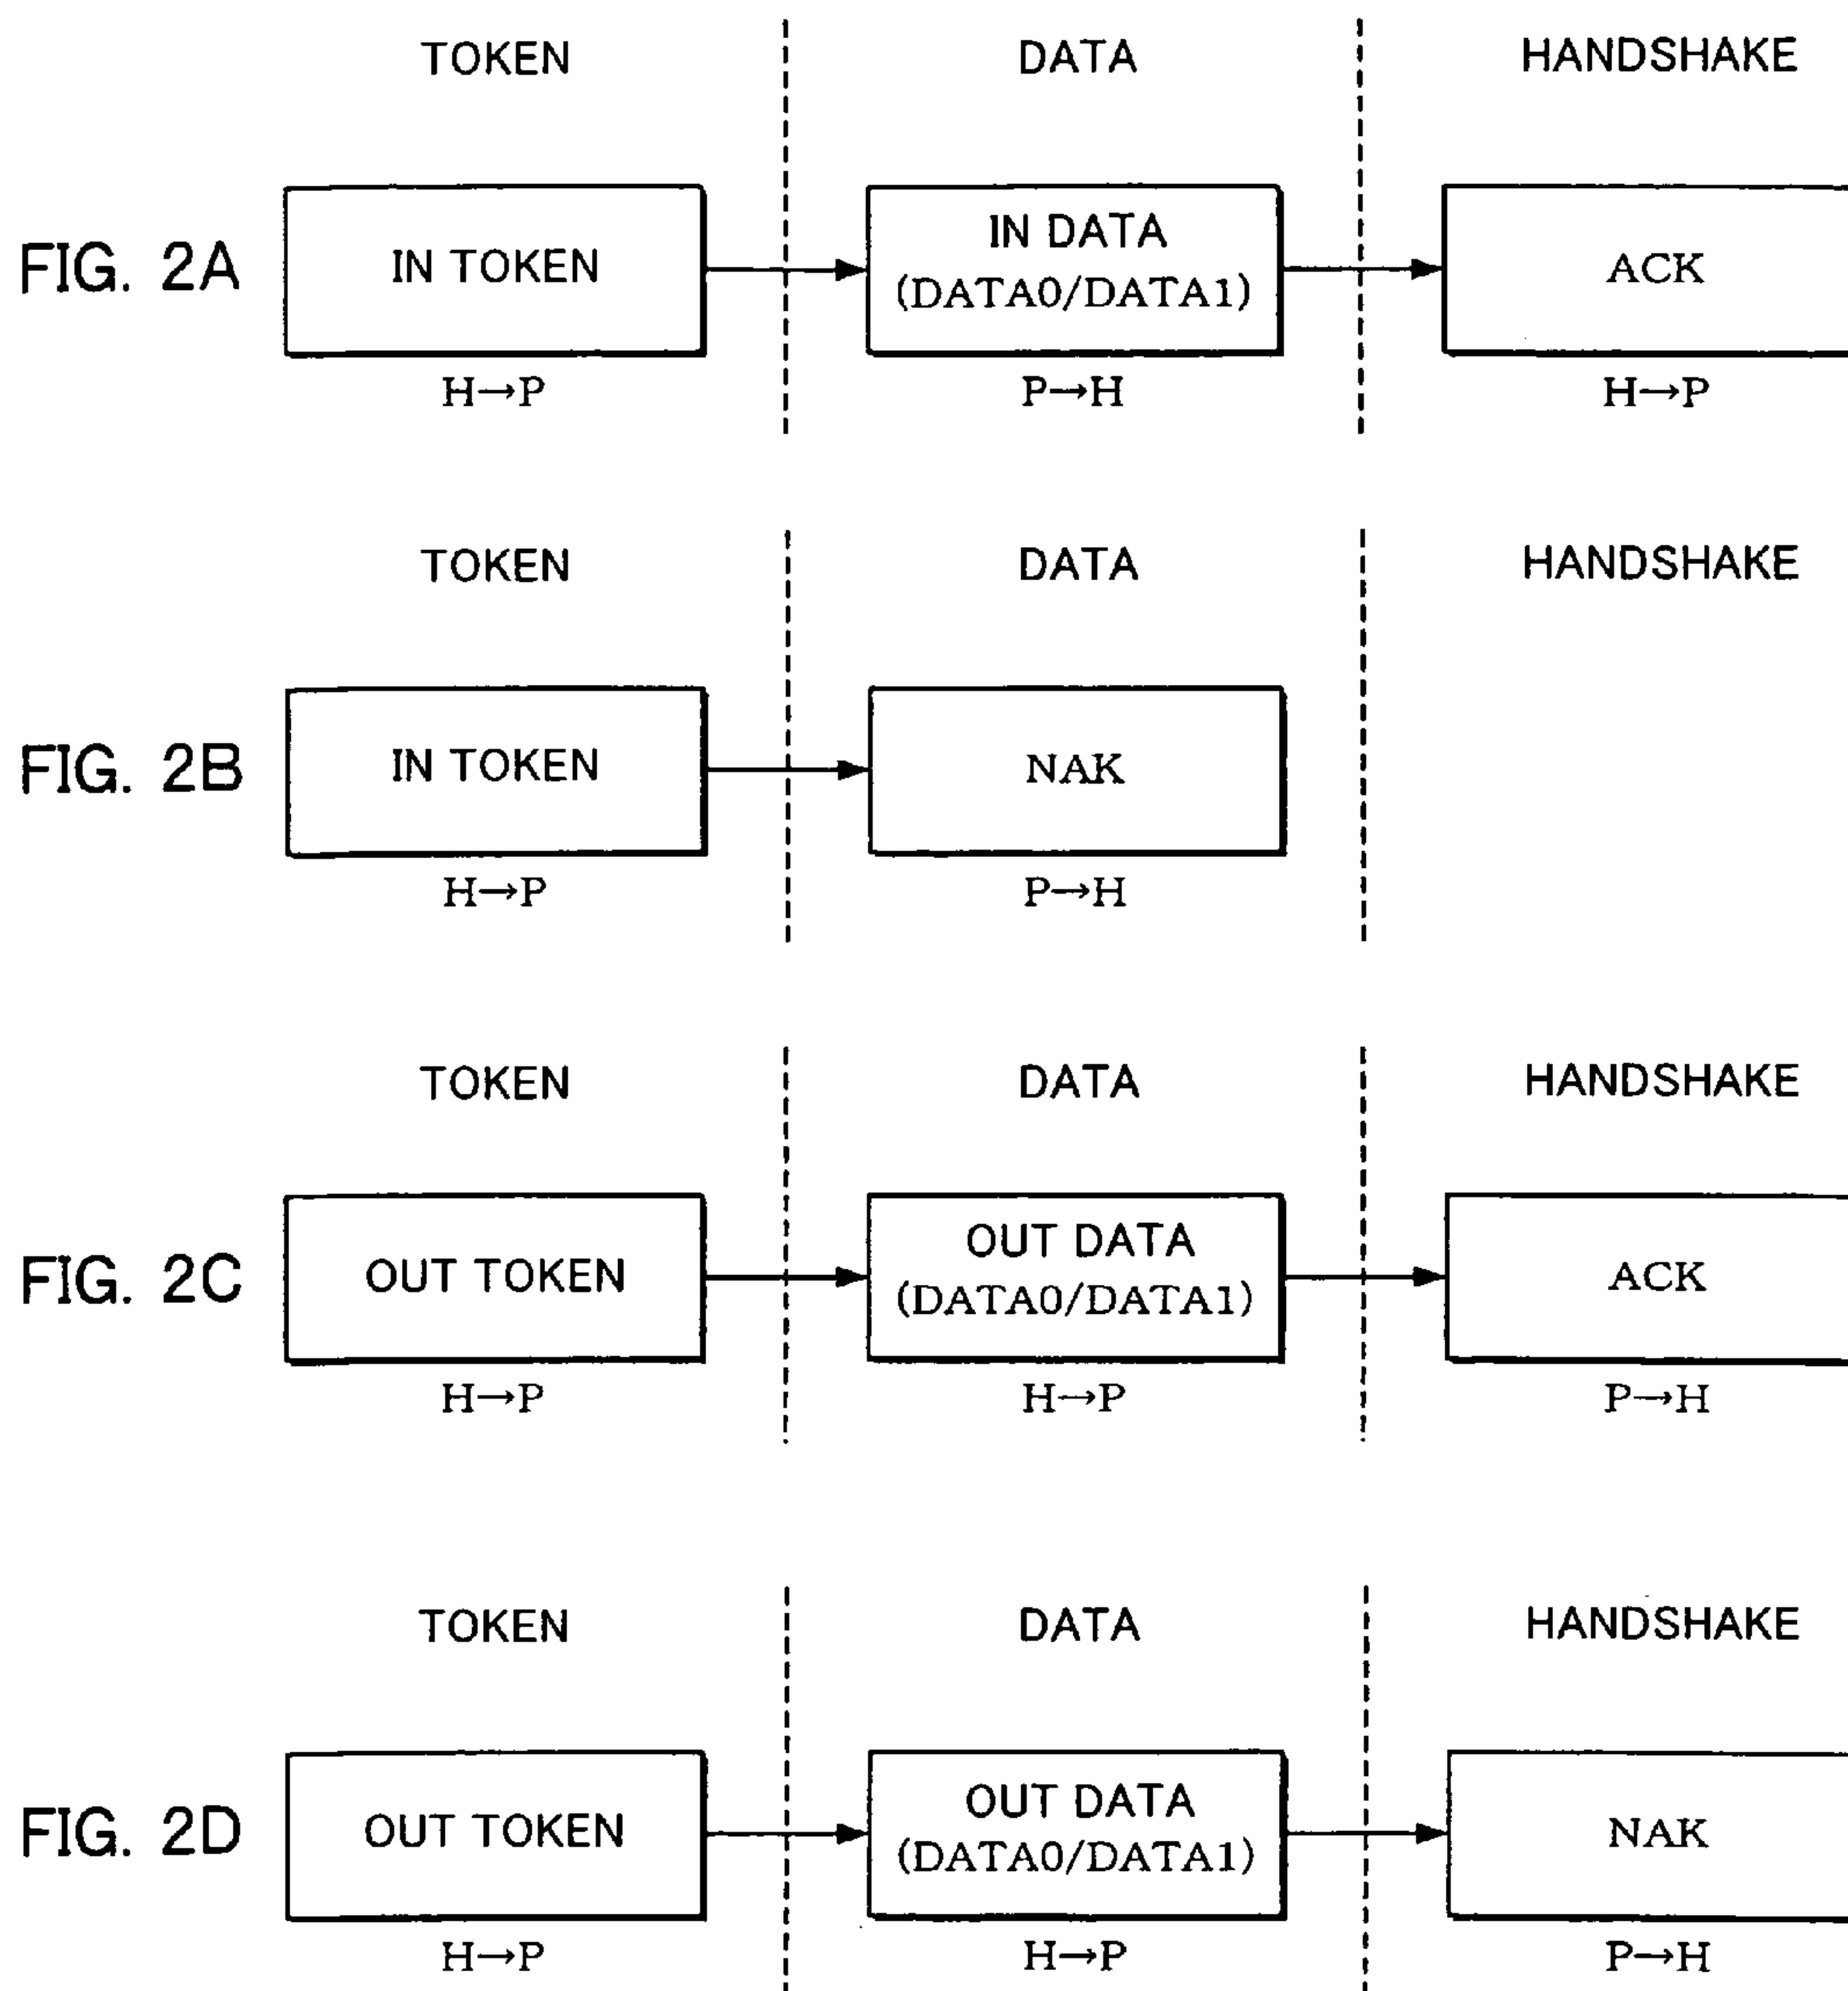 TOKEN DATA HANDSHAKE
FIG. 2A IN TOKEN IN DATA (DATA0/DATA1) ACK
H→P P→H H→P
TOKEN DATA HANDSHAKE
FIG. 2B IN TOKEN NAK
H→P P→H
TOKEN DATA HANDSHAKE
FIG. 2C OUT TOKEN OUT DATA (DATA0/DATA1) ACK
H→P H→P P→H
TOKEN DATA HANDSHAKE
FIG. 2D OUT TOKEN OUT DATA (DATA0/DATA1) NAK
H→P H→P P→H